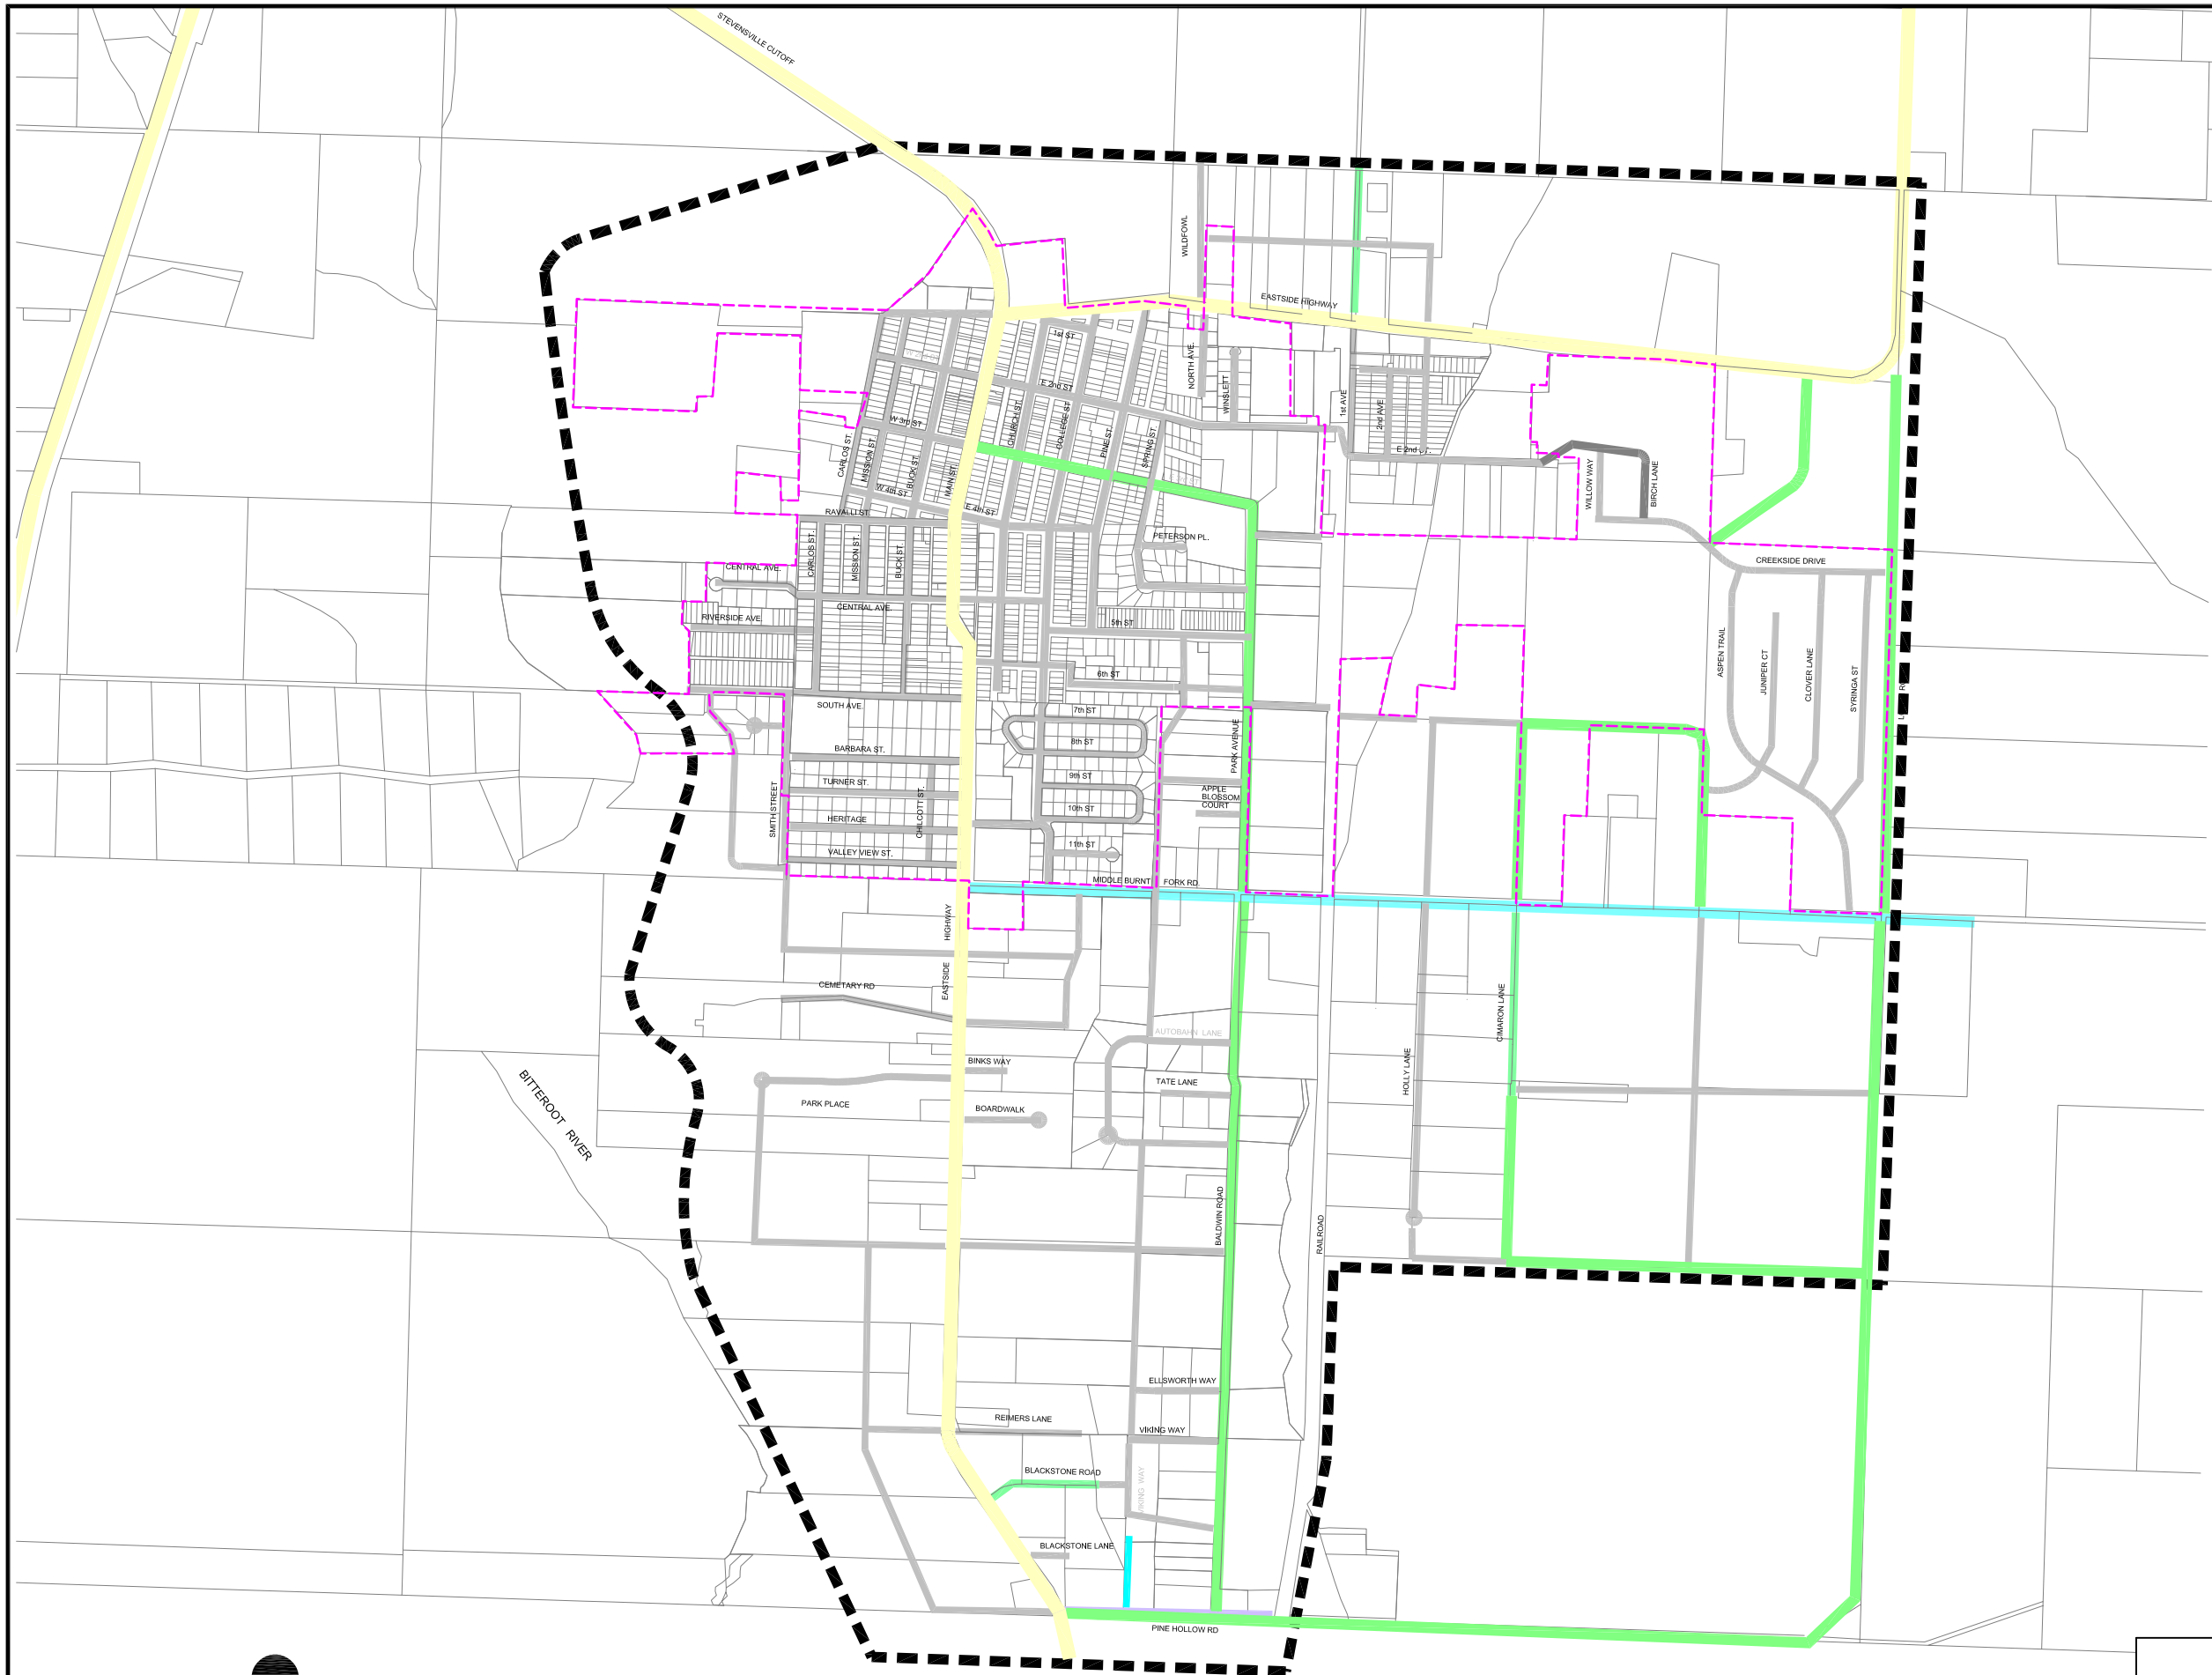 STEVENSVILLE CUTOFF
WILDFOWL
EASTSIDE HIGHWAY
1st ST
NORTH AVE.
WINSLETT
E 2nd ST
1st AVE
2nd AVE
W 3rd ST
CHURCH ST.
COLLEGE ST
PINE ST.
SPRING ST.
CARLOS ST.
MISSION ST.
BUCK ST.
MAIN ST.
W 4th ST
E 4th ST
RAVALLI ST.
WILLOW WAY
BIRCH LANE
PETERSON PL.
CREEKSIDE DRIVE
CARLOS ST.
MISSION ST.
BUCK ST.
CENTRAL AVE.
CENTRAL AVE.
RIVERSIDE AVE.
5th ST
6th ST
ASPEN TRAIL
JUNIPER CT
CLOVER LANE
SYRINGA ST
SOUTH AVE.
7th ST
8th ST
PARK AVENUE
BARBARA ST.
9th ST
TURNER ST.
10th ST
APPLE
BLOSSOM
COURT
SMITH STREET
CHILCOTT ST.
HERITAGE
11th ST
VALLEY VIEW ST.
MIDDLE BURNT FORK RD.
EASTSIDE HIGHWAY
CEMETARY RD
AUTOBAHN LANE
CIMARON LANE
HOLLY LANE
BINKS WAY
TATE LANE
PARK PLACE
BOARDWALK
BITTEROOT RIVER
BALDWIN ROAD
RAILROAD
ELLSWORTH WAY
REIMERS LANE
VIKING WAY
BLACKSTONE ROAD
VIKING WAY
BLACKSTONE LANE
PINE HOLLOW RD